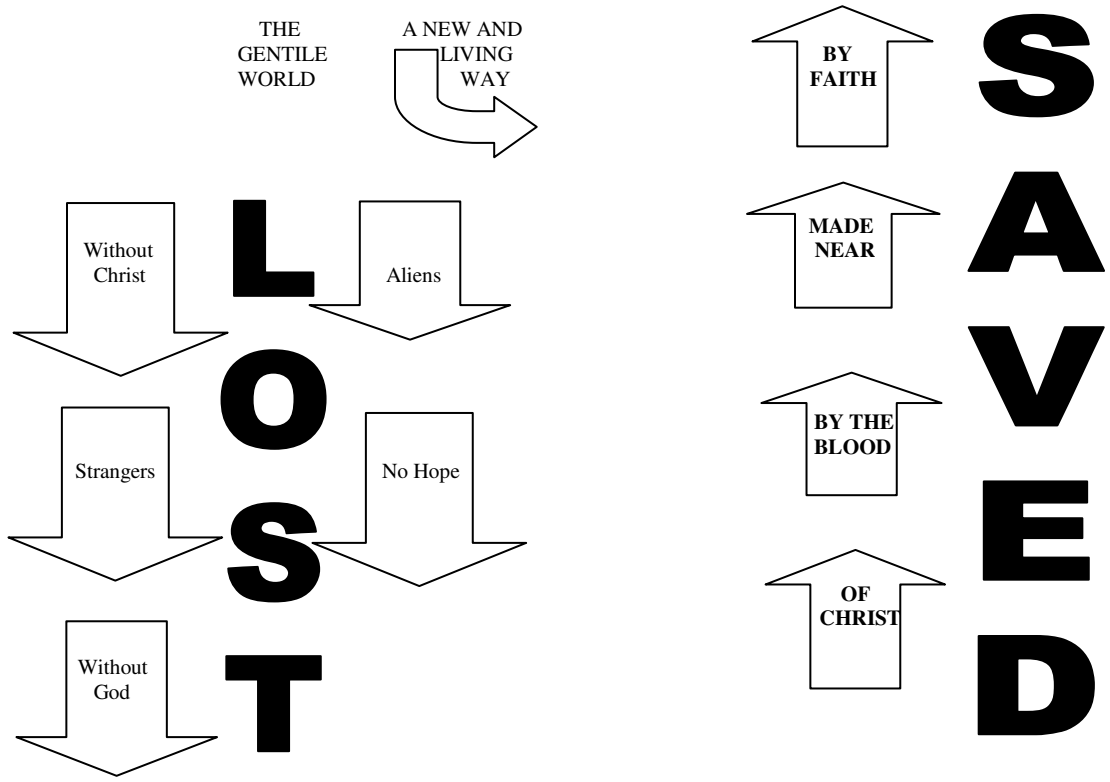 THE
GENTILE
WORLD
A NEW AND
LIVING
WAY
Without
Christ
Aliens
Strangers
No Hope
Without
God
L
O
S
T
BY
FAITH
MADE
NEAR
BY THE
BLOOD
OF
CHRIST
S
A
V
E
D